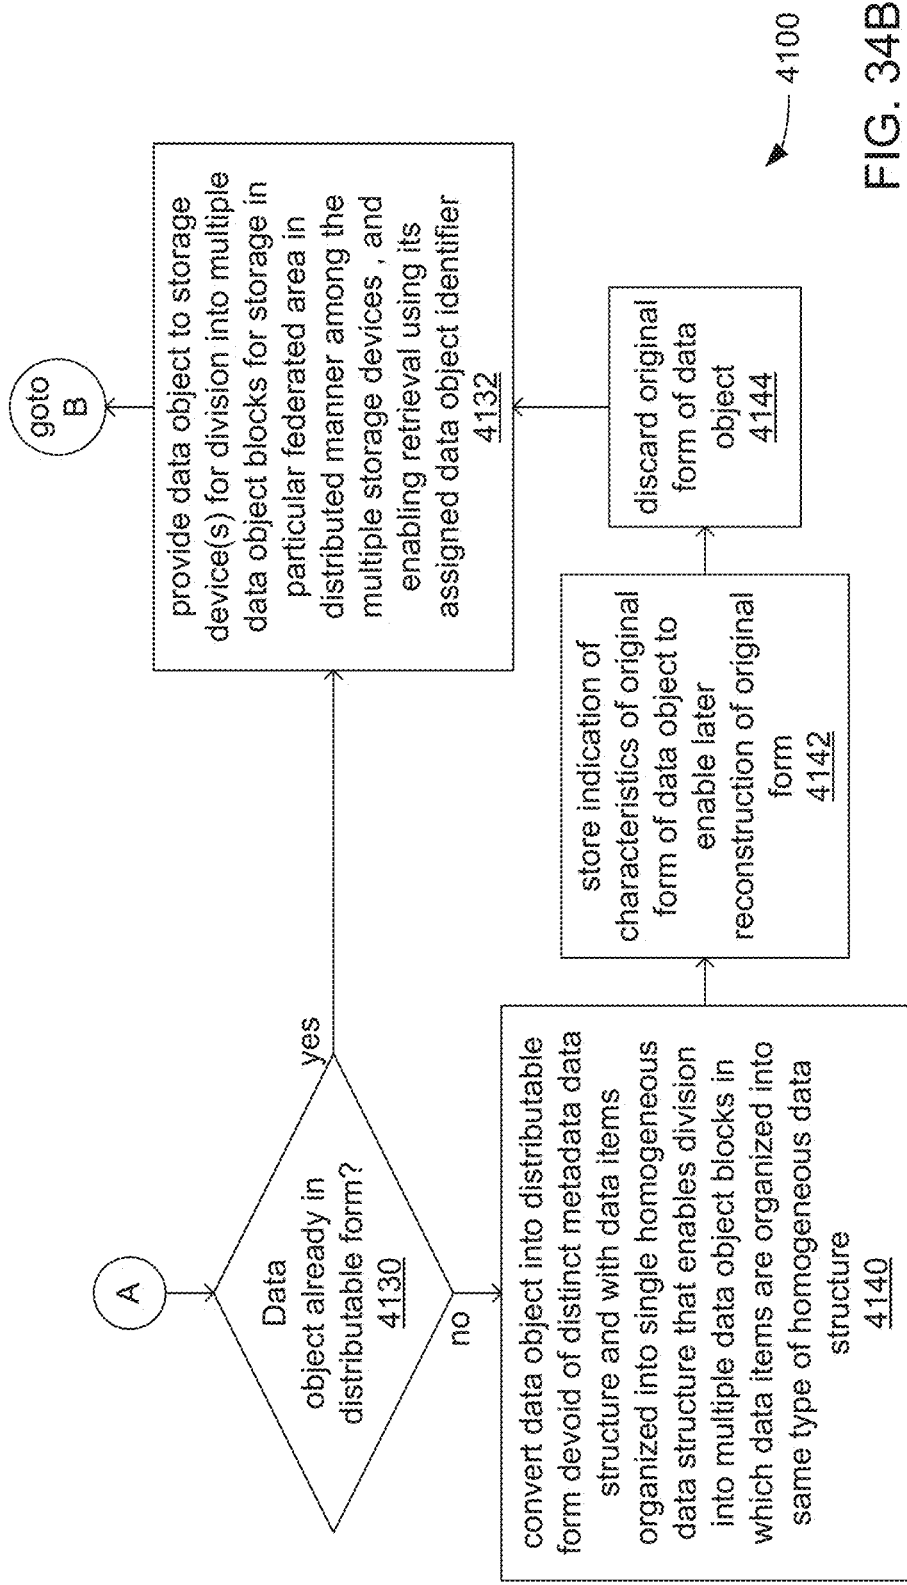 A
Data
object already in
distributable form?
4130
yes
no
provide data object to storage
device(s) for division into multiple
data object blocks for storage in
particular federated area in
distributed manner among the
multiple storage devices , and
enabling retrieval using its
assigned data object identifier
4132
goto
B
convert data object into distributable
form devoid of distinct metadata data
structure and with data items
organized into single homogeneous
data structure that enables division
into multiple data object blocks in
which data items are organized into
same type of homogeneous data
structure
4140
store indication of
characteristics of original
form of data object to
enable later
reconstruction of original
form
4142
discard original
form of data
object
4144
4100
FIG. 34B